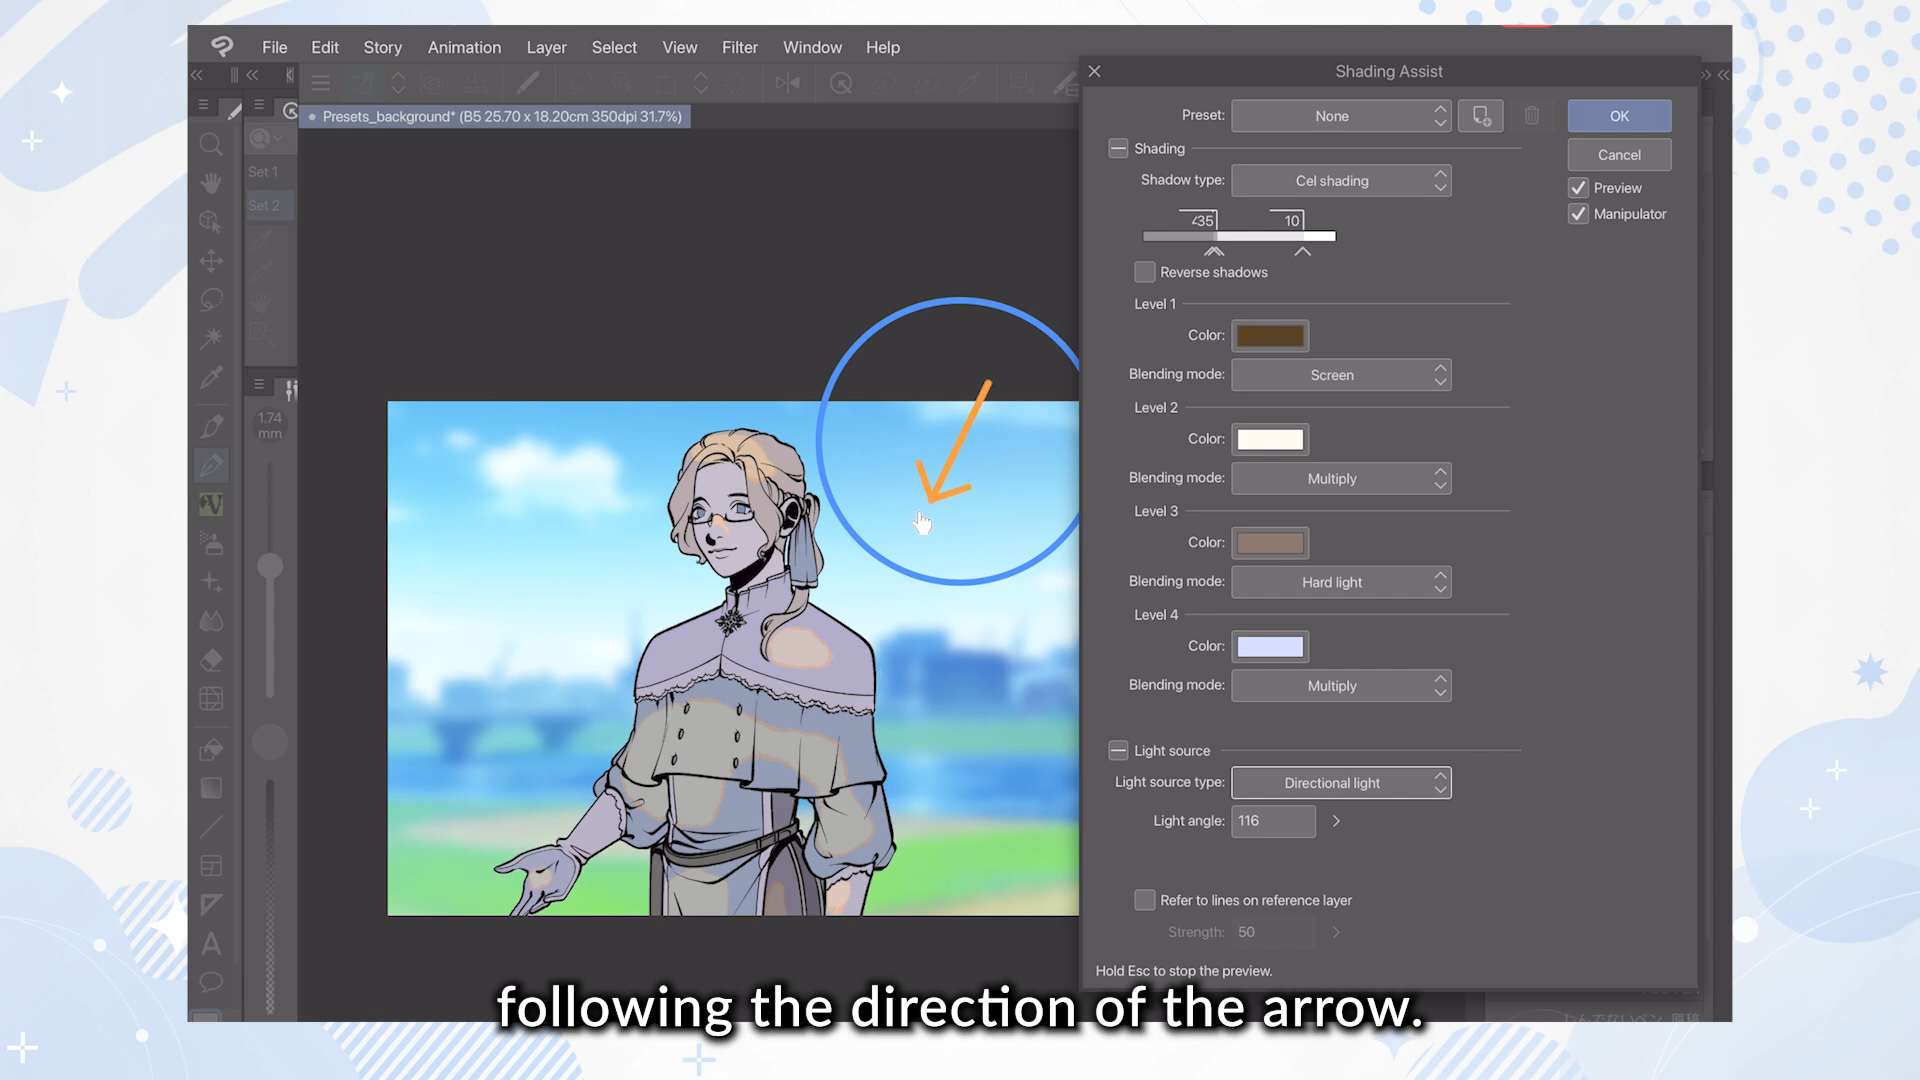 File Edit Story Animation Layer Select View Filter Window Help
Presets_background* (B5 25.70 x 18.20cm 350dpi 31.7%)
Set 1
Set 2
1.74
mm
Shading Assist
Preset: None
OK
Cancel
Preview
Manipulator
Shading
Shadow type: Cel shading
10
Reverse shadows
Level 1
Color:
Blending mode: Screen
Level 2
Color:
Blending mode: Multiply
Level 3
Color:
Blending mode: Hard light
Level 4
Color:
Blending mode: Multiply
Light source
Light source type: Directional light
Light angle: 116
Refer to lines on reference layer
Strength: 50
Hold Esc to stop the preview.
following the direction of the arrow.